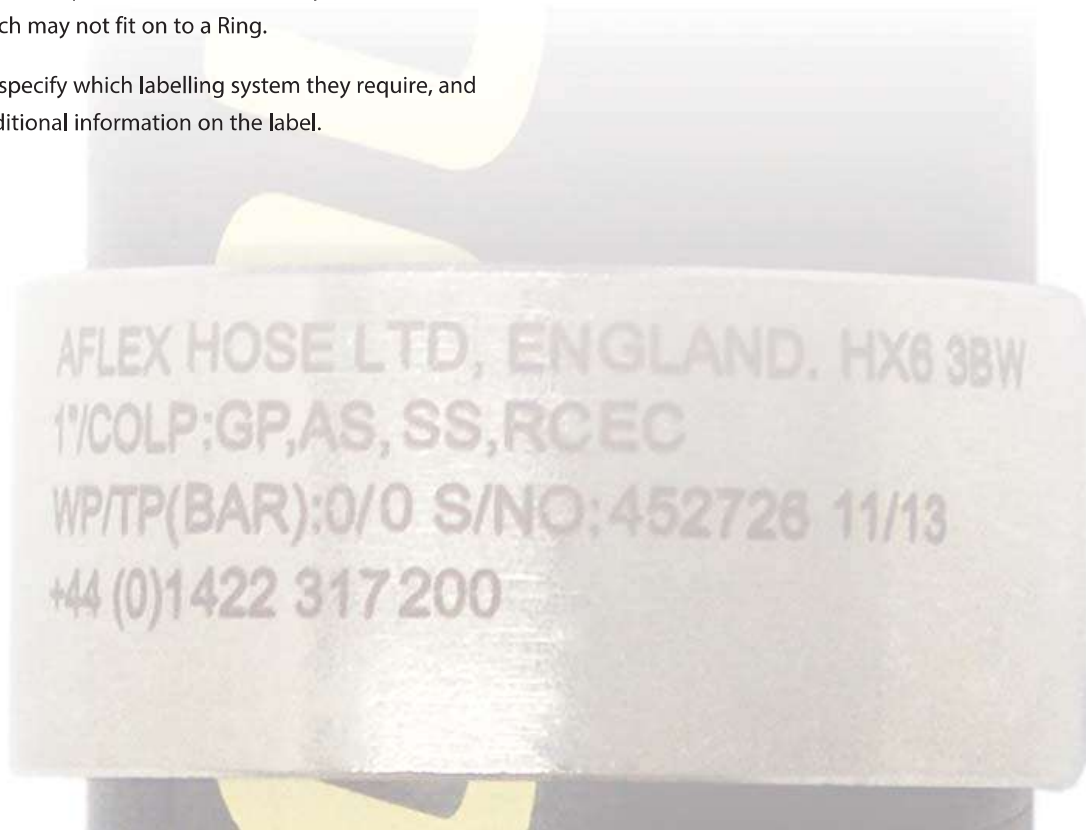 ch may not fit on to a Ring.
specify which labelling system they require, and
ditional information on the label.
AFLEX HOSE LTD, ENGLAND. HX6 3BW
1"/COLP:GP,AS, SS,RCEC
WP/TP(BAR):0/0 S/NO:452726 11/13
+44 (0)1422 317 200